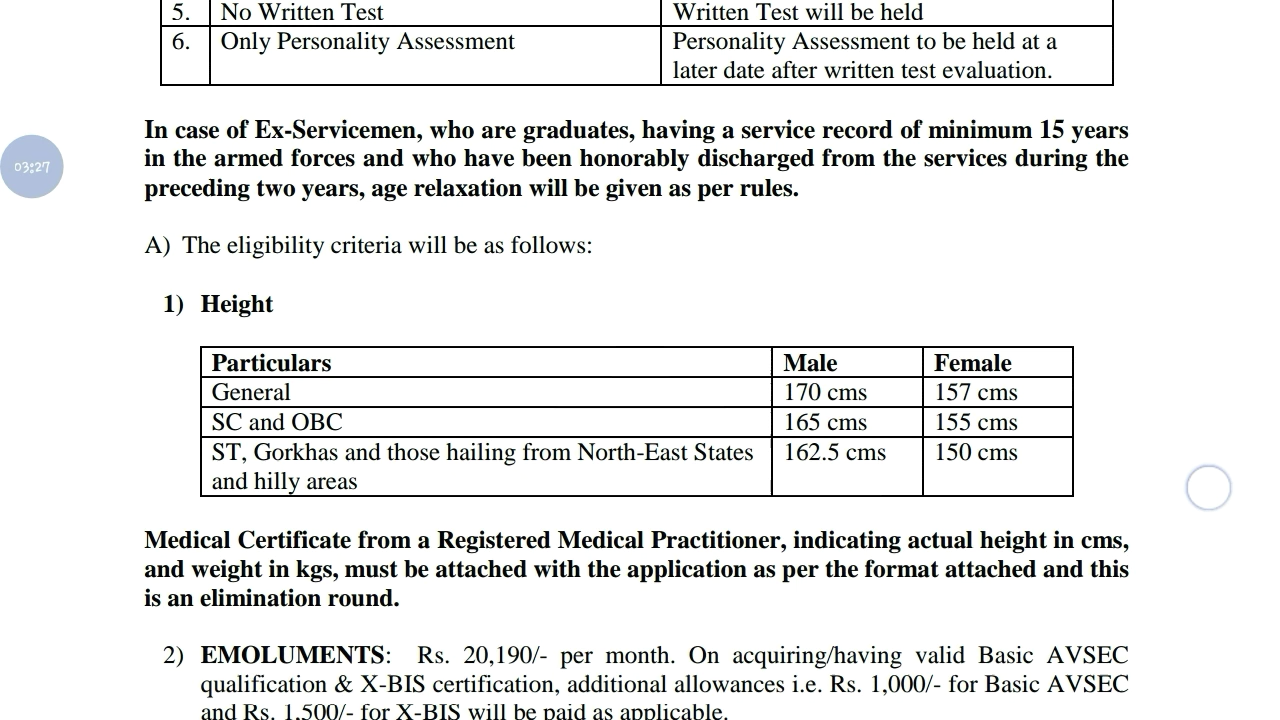 5. No Written Test Written Test will be held
6. Only Personality Assessment Personality Assessment to be held at a
later date after written test evaluation.
In case of Ex-Servicemen, who are graduates, having a service record of minimum 15 years
in the armed forces and who have been honorably discharged from the services during the
03:27
preceding two years, age relaxation will be given as per rules.
A) The eligibility criteria will be as follows:
1) Height
Particulars Male Female
General 170 cms 157 cms
SC and OBC 165 cms 155 cms
ST, Gorkhas and those hailing from North-East States 162.5 cms 150 cms
and hilly areas
Medical Certificate from a Registered Medical Practitioner, indicating actual height in cms,
and weight in kgs, must be attached with the application as per the format attached and this
is an elimination round.
2) EMOLUMENTS: Rs. 20,190/- per month. On acquiring/having valid Basic AVSEC
qualification & X-BIS certification, additional allowances i.e. Rs. 1,000/- for Basic AVSEC
and Rs. 1,500/- for X-BIS will be paid as applicable.